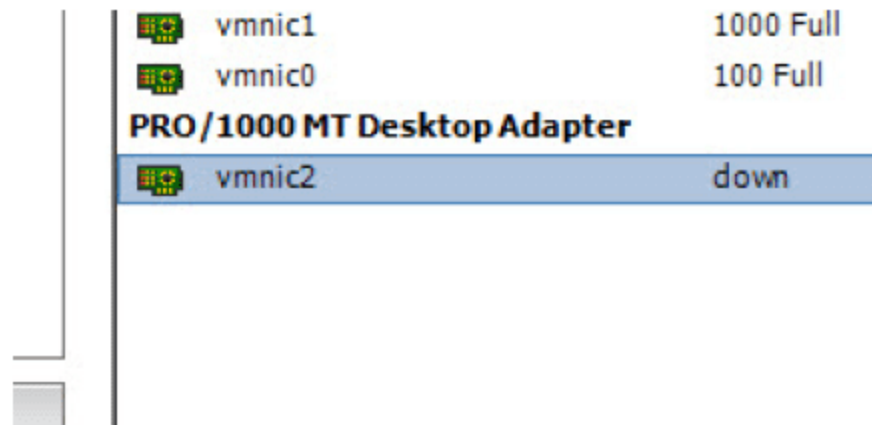 vmnic1 1000 Full
vmnic0 100 Full
PRO/1000 MT Desktop Adapter
vmnic2 down